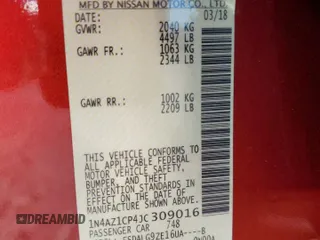 MFD BY NISSAN MOTOR CO., LTD.
DATE: 03/18
GVWR: 2040 KG
4497 LB
GAWR FR.: 1063 KG
2344 LB
GAWR RR.: 1002 KG
2209 LB
THIS VEHICLE CONFORMS TO
ALL APPLICABLE FEDERAL
MOTOR VEHICLE SAFETY,
BUMPER, AND THEFT
PREVENTION STANDARDS
IN EFFECT ON THE DATE
OF MANUFACTURE SHOWN
ABOVE.
1N4AZ1CP4JC309016
PASSENGER CAR 748